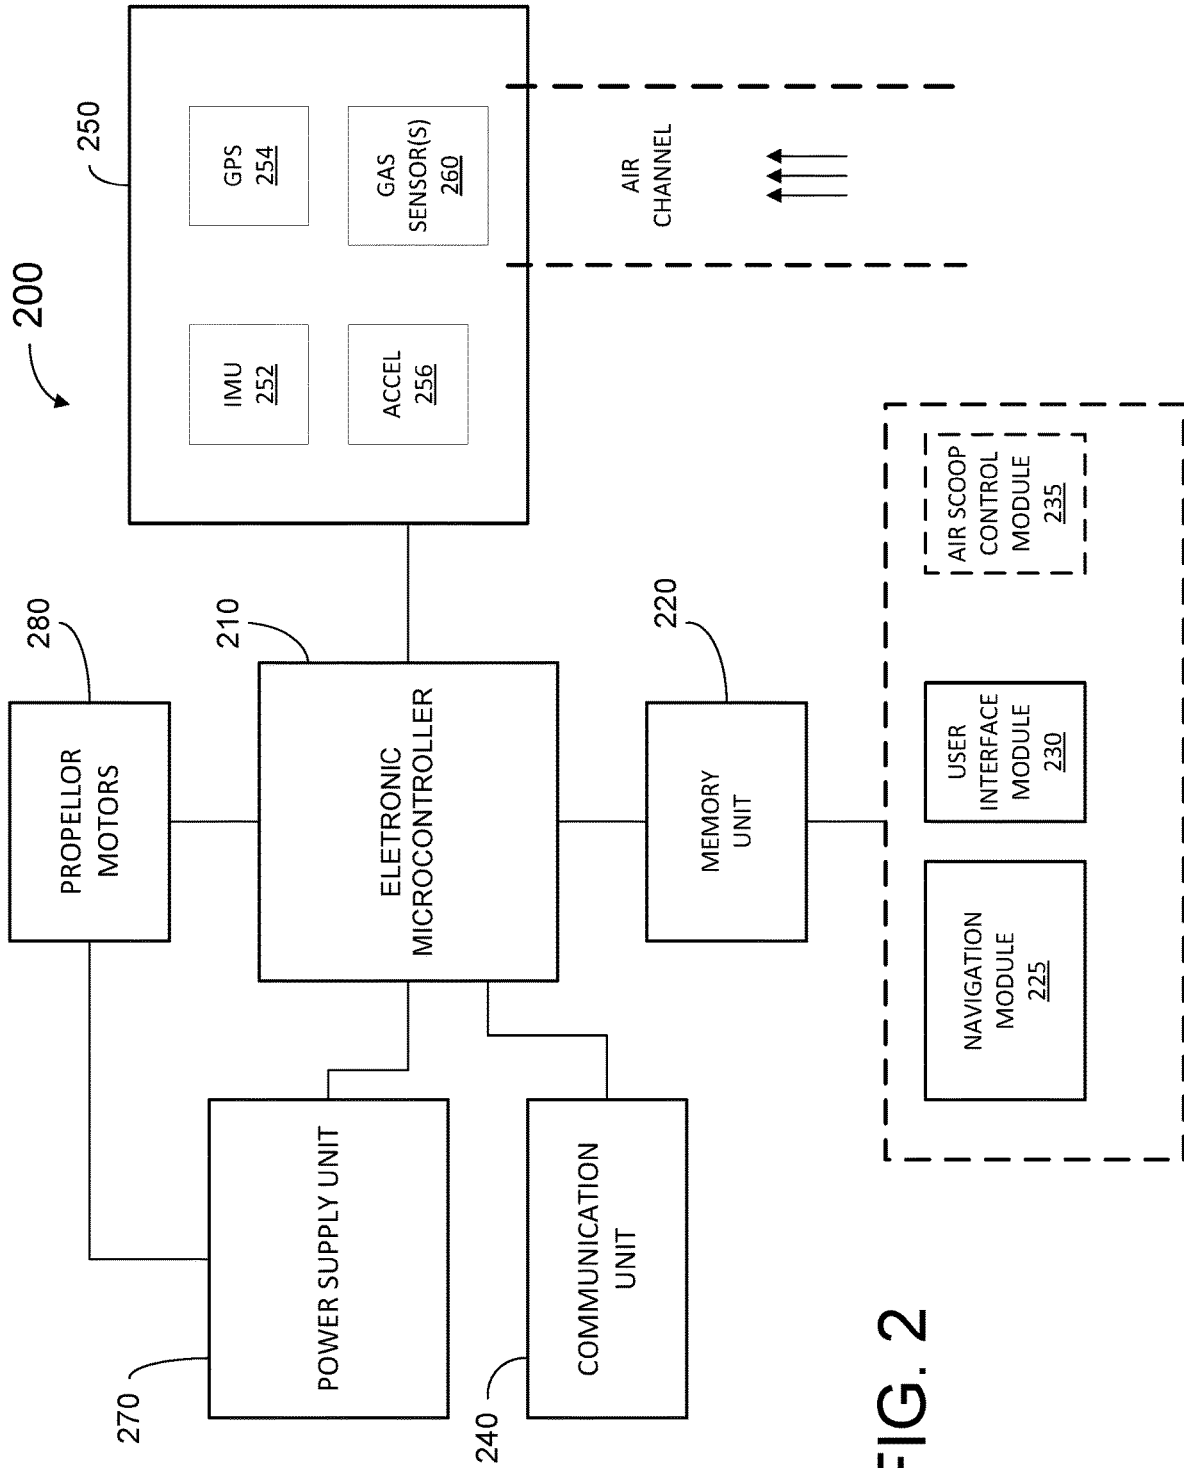 200
280
PROPELLOR
MOTORS
250
270
POWER SUPPLY UNIT
210
ELETRONIC
MICROCONTROLLER
IMU
252
GPS
254
ACCEL
256
GAS
SENSOR(S)
260
240
COMMUNICATION
UNIT
220
MEMORY
UNIT
AIR
CHANNEL
NAVIGATION
MODULE
225
USER
INTERFACE
MODULE
230
AIR SCOOP
CONTROL
MODULE
235
FIG. 2